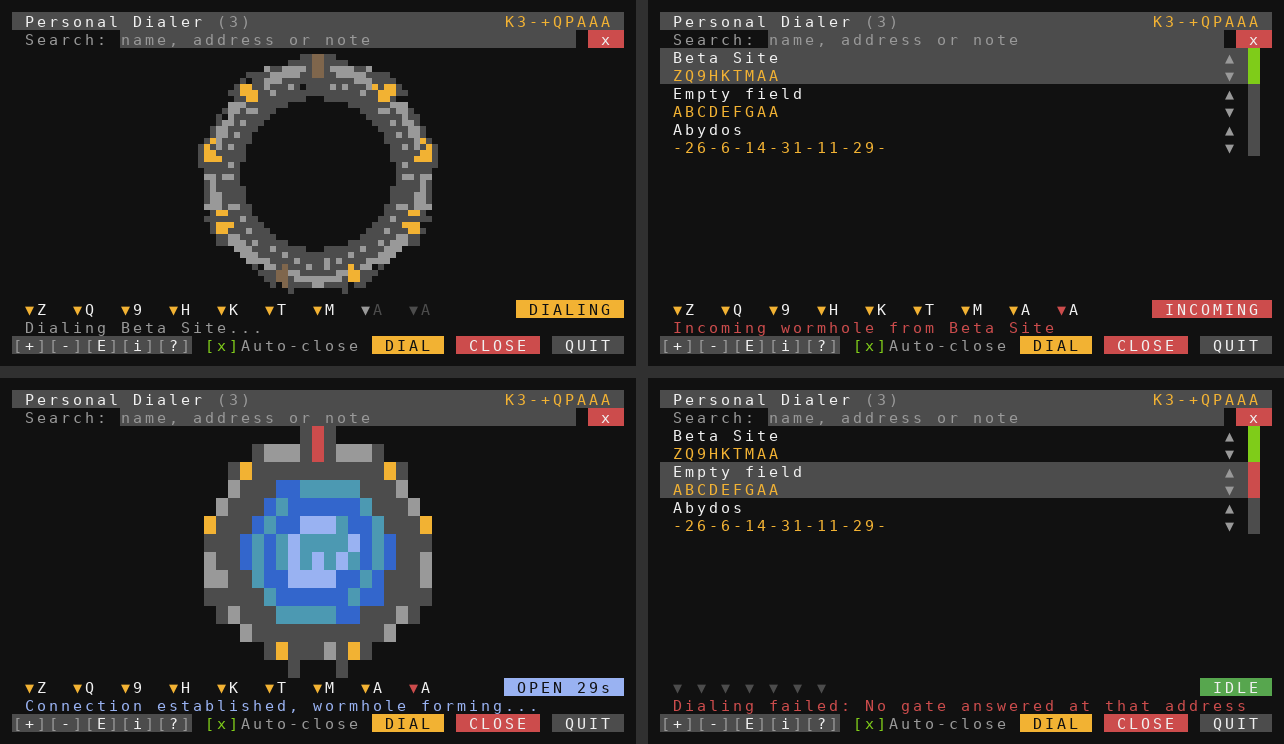 Personal Dialer (3) K3-+QPAAA
Search: name, address or note x
▼Z ▼Q ▼9 ▼H ▼K ▼T ▼M ▼A ▼A DIALING
Dialing Beta Site...
[+][-][E][i][?] [x]Auto-close DIAL CLOSE QUIT
Personal Dialer (3) K3-+QPAAA
Search: name, address or note x
Beta Site ▲
ZQ9HKTMAA ▼
Empty field ▲
ABCDEFGAA ▼
Abydos ▲
-26-6-14-31-11-29- ▼
▼Z ▼Q ▼9 ▼H ▼K ▼T ▼M ▼A ▼A INCOMING
Incoming wormhole from Beta Site
[+][-][E][i][?] [x]Auto-close DIAL CLOSE QUIT
Personal Dialer (3) K3-+QPAAA
Search: name, address or note x
▼Z ▼Q ▼9 ▼H ▼K ▼T ▼M ▼A ▼A OPEN 29s
Connection established, wormhole forming...
[+][-][E][i][?] [x]Auto-close DIAL CLOSE QUIT
Personal Dialer (3) K3-+QPAAA
Search: name, address or note x
Beta Site ▲
ZQ9HKTMAA ▼
Empty field ▲
ABCDEFGAA ▼
Abydos ▲
-26-6-14-31-11-29- ▼
▼ ▼ ▼ ▼ ▼ ▼ ▼ IDLE
Dialing failed: No gate answered at that address
[+][-][E][i][?] [x]Auto-close DIAL CLOSE QUIT